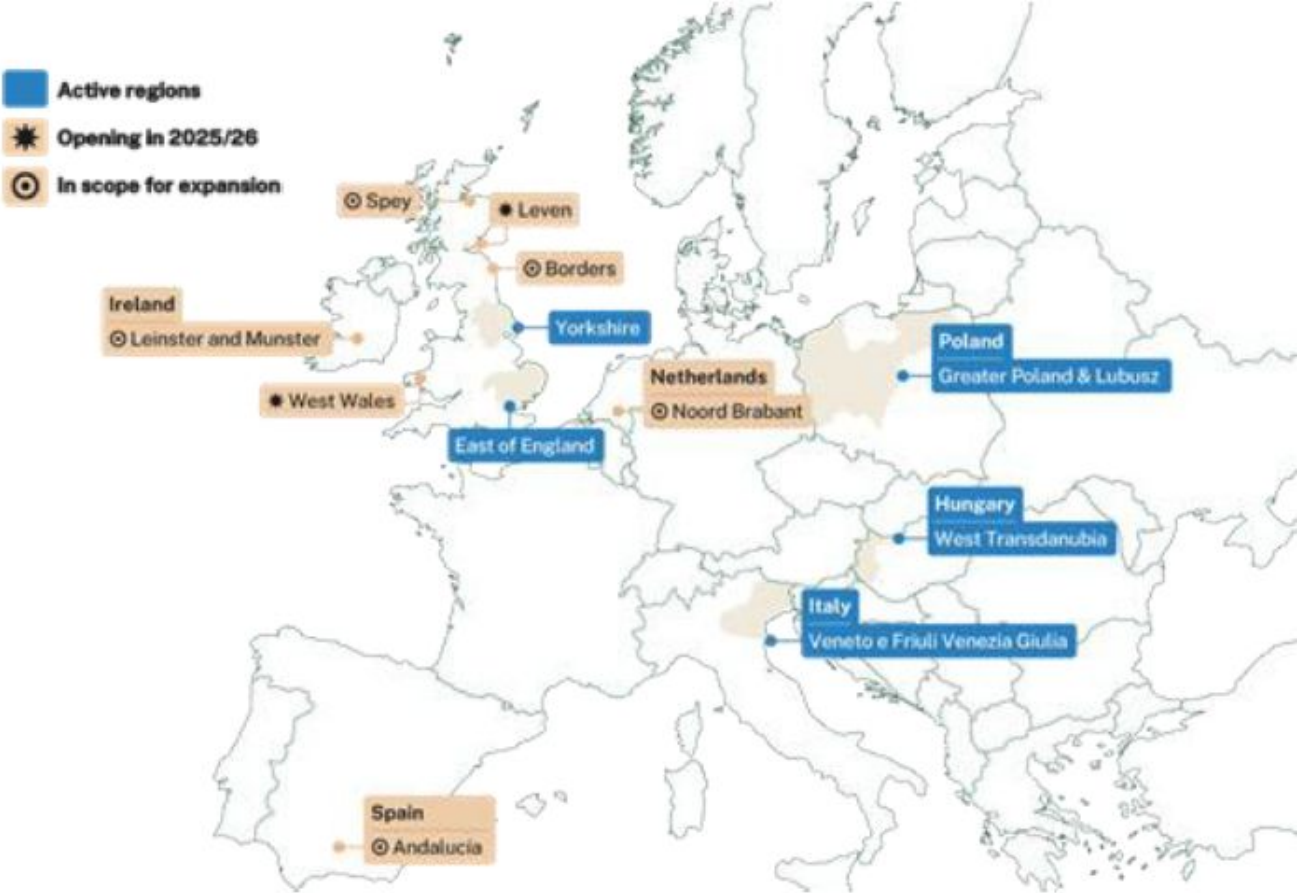 Active regions
Opening in 2025/26
In scope for expansion
Spey
Leven
Borders
Ireland
Leinster and Munster
Yorkshire
Poland
Greater Poland & Lubusz
Netherlands
Noord Brabant
West Wales
East of England
Hungary
West Transdanubia
Italy
Veneto e Friuli Venezia Giulia
Spain
Andalucía